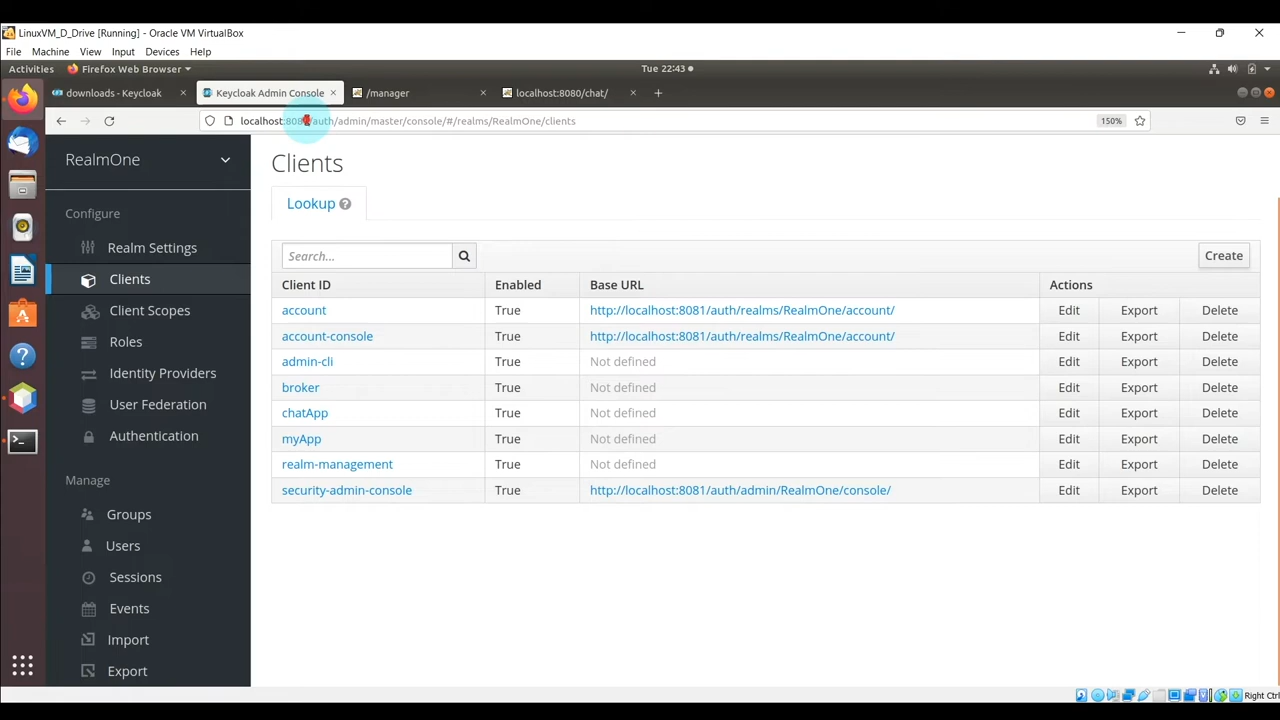 LinuxVM_D_Drive [Running] - Oracle VM VirtualBox
File Machine View Input Devices Help
Activities Firefox Web Browser Tue 22:43
downloads - Keycloak Keycloak Admin Console /manager localhost:8080/chat/
localhost:8081/auth/admin/master/console/#/realms/RealmOne/clients 150%
RealmOne
Clients
Lookup
Configure
Realm Settings
Clients
Client Scopes
Roles
Identity Providers
User Federation
Authentication
Manage
Groups
Users
Sessions
Events
Import
Export
Search... Create
Client ID Enabled Base URL Actions
account True http://localhost:8081/auth/realms/RealmOne/account/ Edit Export Delete
account-console True http://localhost:8081/auth/realms/RealmOne/account/ Edit Export Delete
admin-cli True Not defined Edit Export Delete
broker True Not defined Edit Export Delete
chatApp True Not defined Edit Export Delete
myApp True Not defined Edit Export Delete
realm-management True Not defined Edit Export Delete
security-admin-console True http://localhost:8081/auth/admin/RealmOne/console/ Edit Export Delete
Right Ctrl